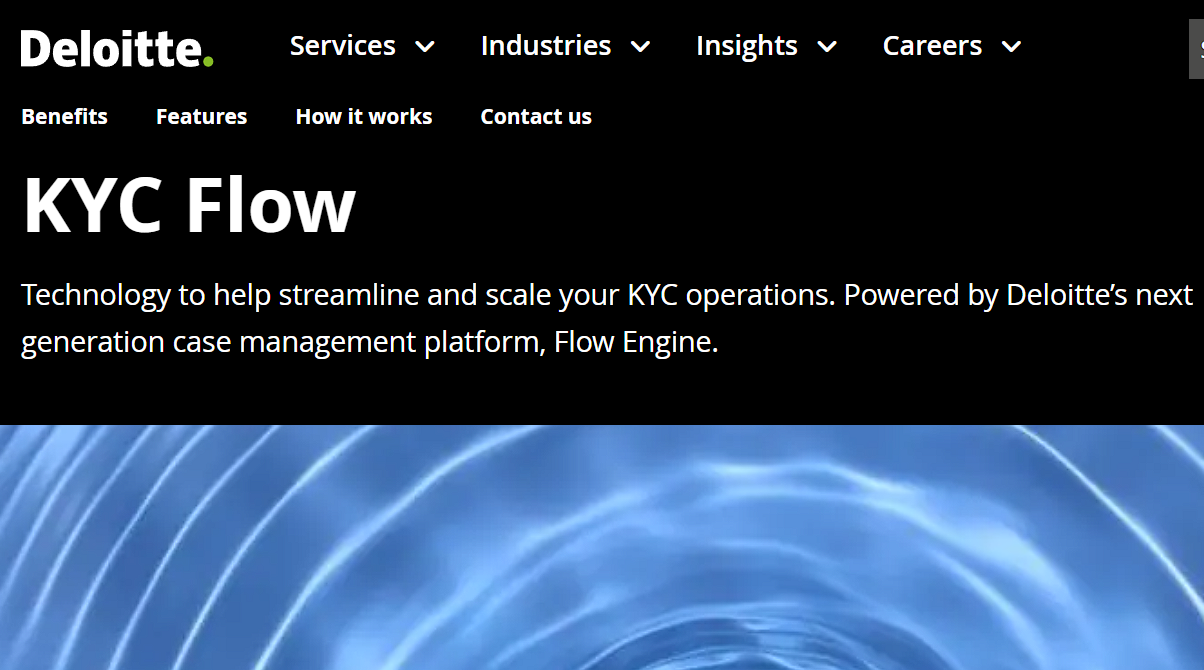 Deloitte.
Services Industries Insights Careers
Benefits Features How it works Contact us
KYC Flow
Technology to help streamline and scale your KYC operations. Powered by Deloitte’s next
generation case management platform, Flow Engine.